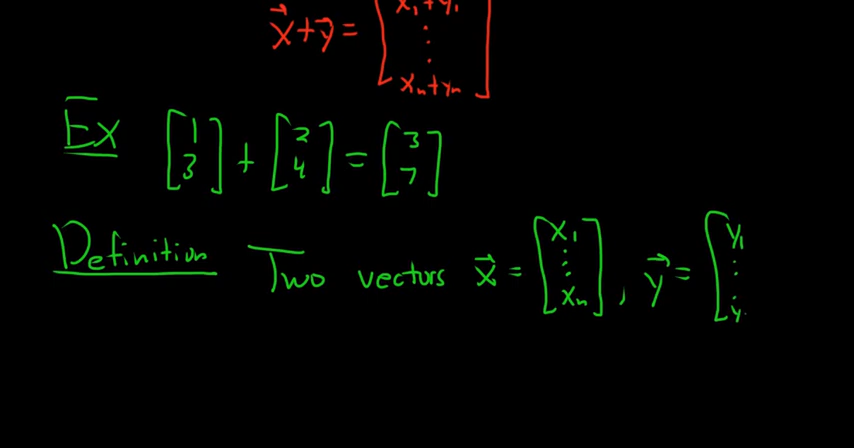 x⃗ + y⃗ = [x₁ + y₁ ⋮ xₙ + yₙ]
Ex [1 3] + [2 4] = [3 7]
Definition Two vectors x⃗ = [x₁ ⋮ xₙ], y⃗ = [y₁ ⋮ y